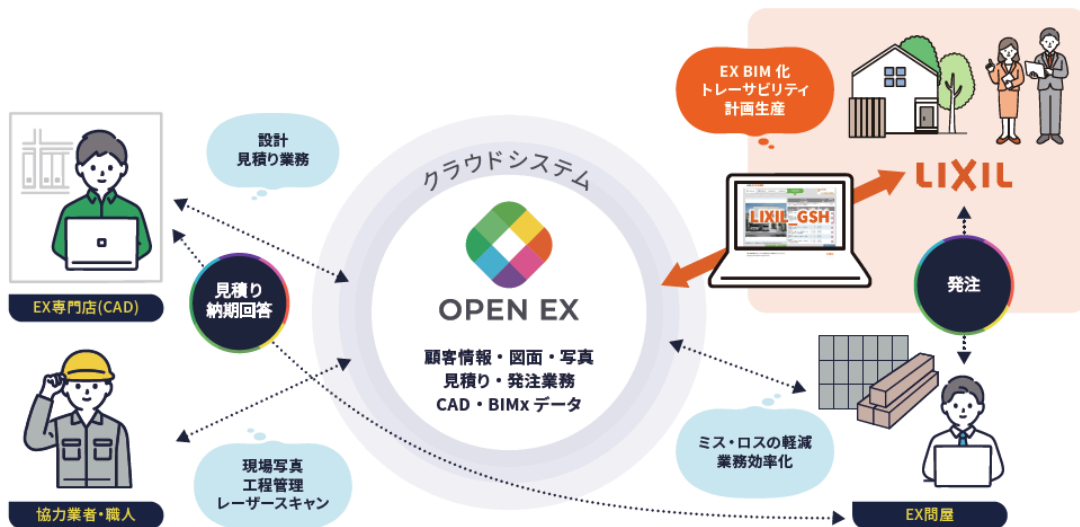 EX BIM 化
トレーサビリティ
計画生産
設計
見積り業務
クラウドシステム
LIXIL
LIXIL GSH
EX専門店(CAD)
見積り
納期回答
OPEN EX
顧客情報・図面・写真
見積り・発注業務
CAD・BIMx データ
発注
現場写真
工程管理
レーザースキャン
ミス・ロスの軽減
業務効率化
協力業者・職人
EX問屋